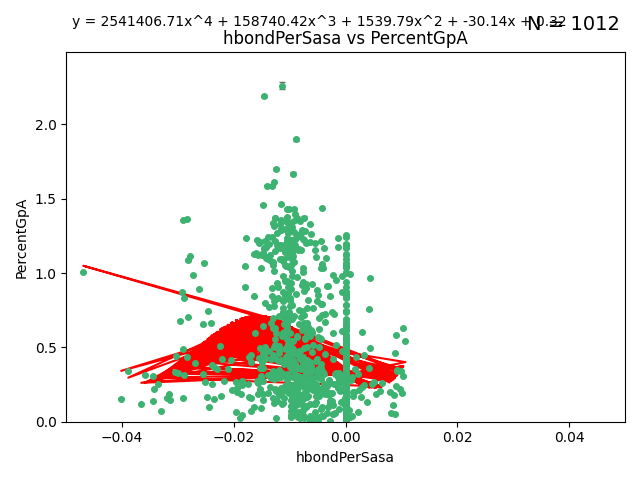 y = 2541406.71x^4 + 158740.42x^3 + 1539.79x^2 + -30.14x + 0.32
N = 1012
hbondPerSasa vs PercentGpA
PercentGpA
2.0
1.5
1.0
0.5
0.0
−0.04 −0.02 0.00 0.02 0.04
hbondPerSasa